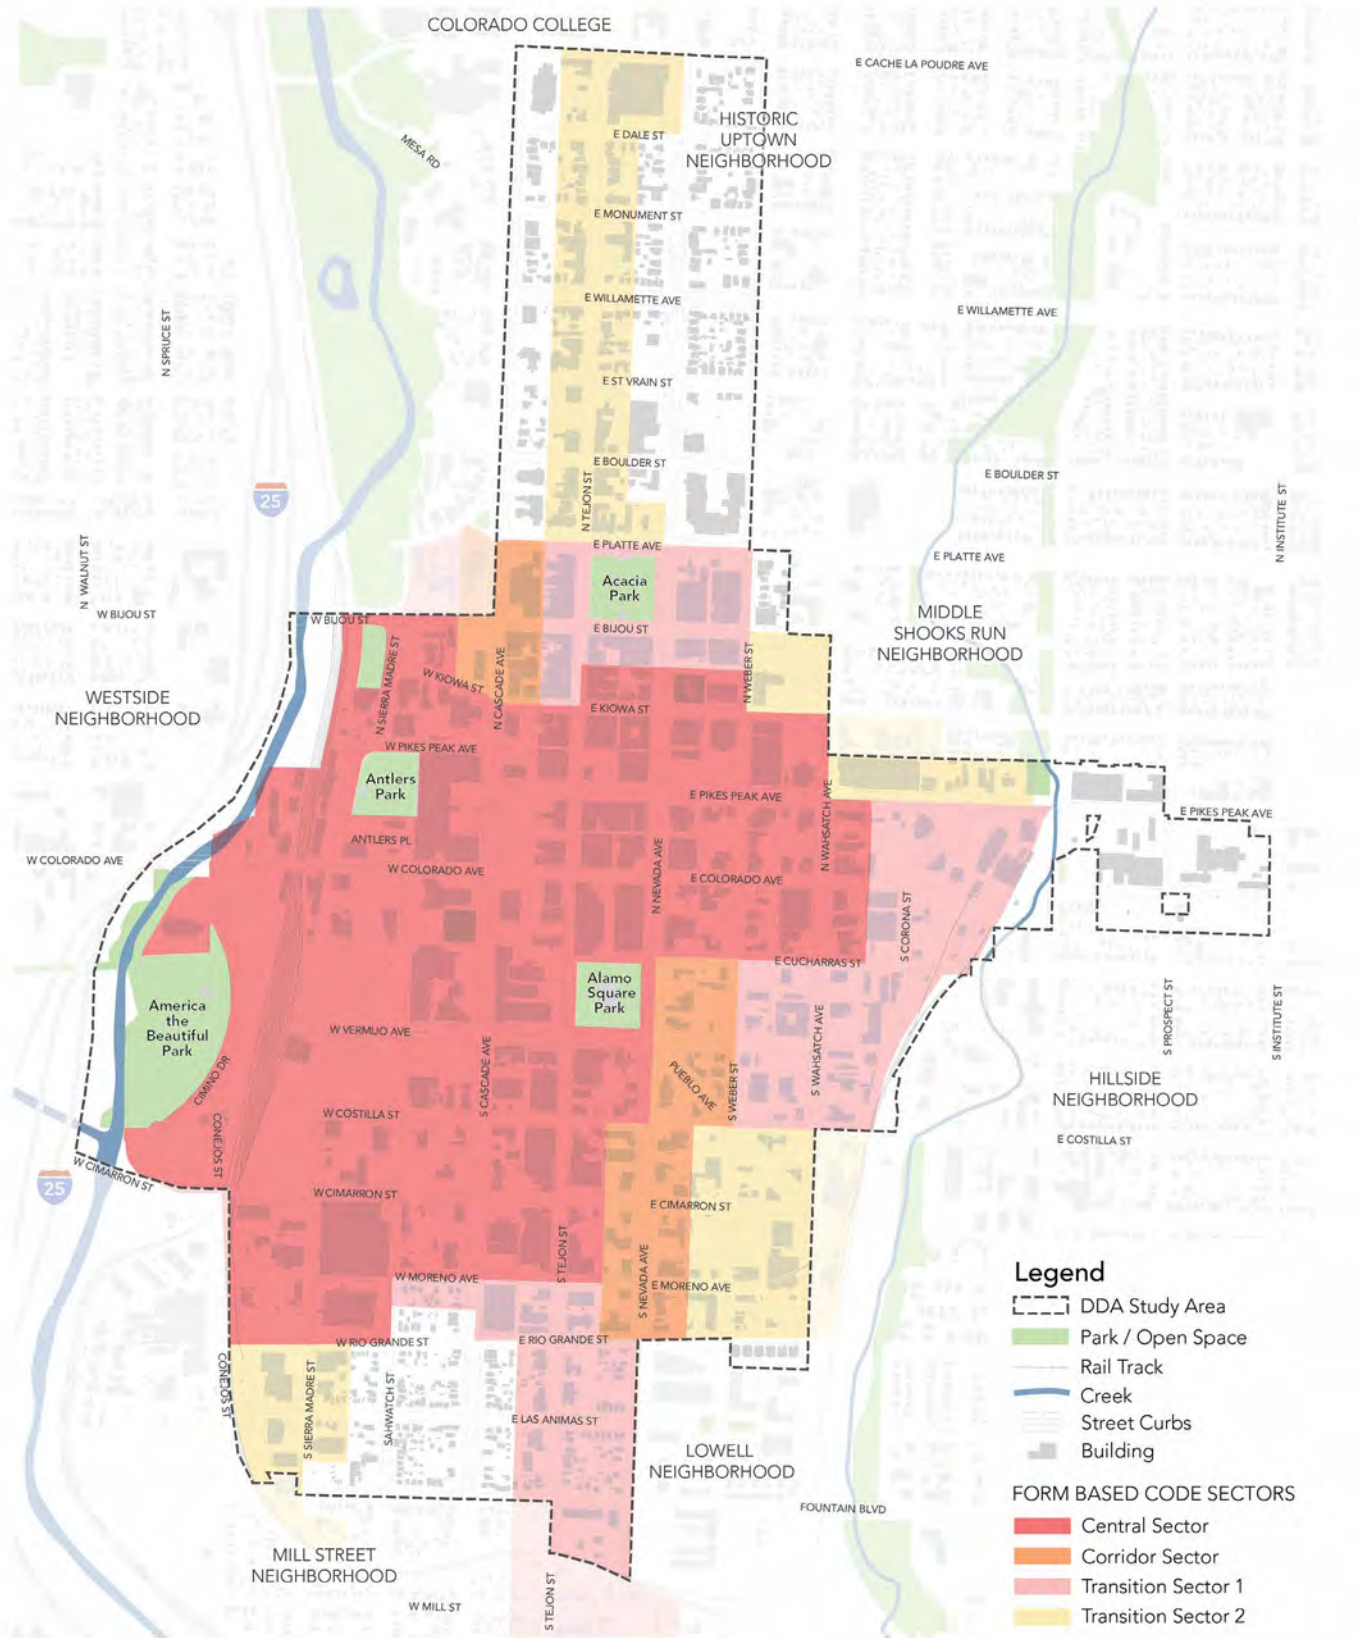 COLORADO COLLEGE
E CACHE LA POUDRE AVE
HISTORIC
UPTOWN
NEIGHBORHOOD
E DALE ST
MESA RD
E MONUMENT ST
E WILLAMETTE AVE
E WILLAMETTE AVE
N SPRUCE ST
E ST VRAIN ST
E BOULDER ST
E BOULDER ST
N TEJON ST
25
N INSTITUTE ST
N WALNUT ST
E PLATTE AVE
E PLATTE AVE
Acacia
Park
W BIJOU ST
W BIJOU ST
E BIJOU ST
MIDDLE
SHOOKS RUN
NEIGHBORHOOD
N SIERRA MADRE ST
W KIOWA ST
N CASCADE AVE
N WEBER ST
WESTSIDE
NEIGHBORHOOD
E KIOWA ST
W PIKES PEAK AVE
Antlers
Park
E PIKES PEAK AVE
N WAHSATCH AVE
E PIKES PEAK AVE
ANTLERS PL
W COLORADO AVE
W COLORADO AVE
N NEVADA AVE
E COLORADO AVE
S CORONA ST
E CUCHARRAS ST
Alamo
Square
Park
America
the
Beautiful
Park
W VERMIJO AVE
S PROSPECT ST
S INSTITUTE ST
CIMINO DR
S CASCADE AVE
PUEBLO AVE
S WEBER ST
S WAHSATCH AVE
HILLSIDE
NEIGHBORHOOD
W COSTILLA ST
CONEJOS ST
E COSTILLA ST
W CIMARRON ST
25
W CIMARRON ST
E CIMARRON ST
S TEJON ST
W MORENO AVE
S NEVADA AVE
E MORENO AVE
W RIO GRANDE ST
E RIO GRANDE ST
CONEJOS ST
S SIERRA MADRE ST
SAHWATCH ST
E LAS ANIMAS ST
LOWELL
NEIGHBORHOOD
FOUNTAIN BLVD
MILL STREET
NEIGHBORHOOD
W MILL ST
S TEJON ST
Legend
DDA Study Area
Park / Open Space
Rail Track
Creek
Street Curbs
Building
FORM BASED CODE SECTORS
Central Sector
Corridor Sector
Transition Sector 1
Transition Sector 2